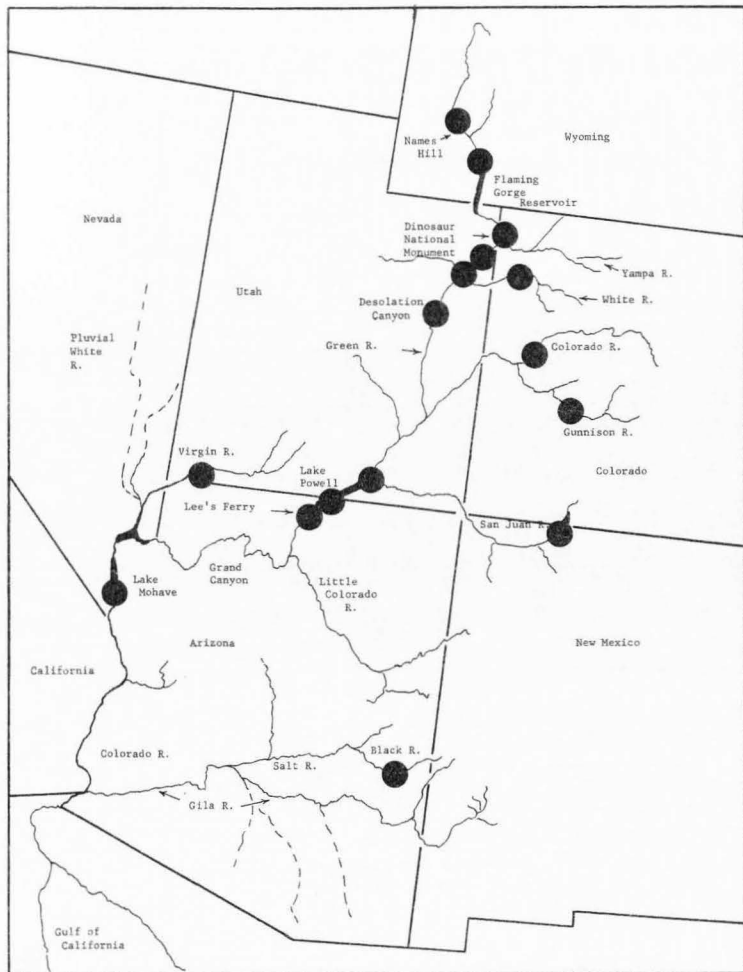 Wyoming
Names
Hill
Flaming
Gorge
Reservoir
Nevada
Dinosaur
National
Monument
Yampa R.
Utah
White R.
Desolation
Canyon
Pluvial
White
R.
Green R.
Colorado R.
Gunnison R.
Virgin R.
Lake
Powell
Colorado
Lee's Ferry
San Juan R
Grand
Canyon
Lake
Mohave
Little
Colorado
R.
Arizona
New Mexico
California
Colorado R.
Black R.
Salt R.
Gila R.
Gulf of
California